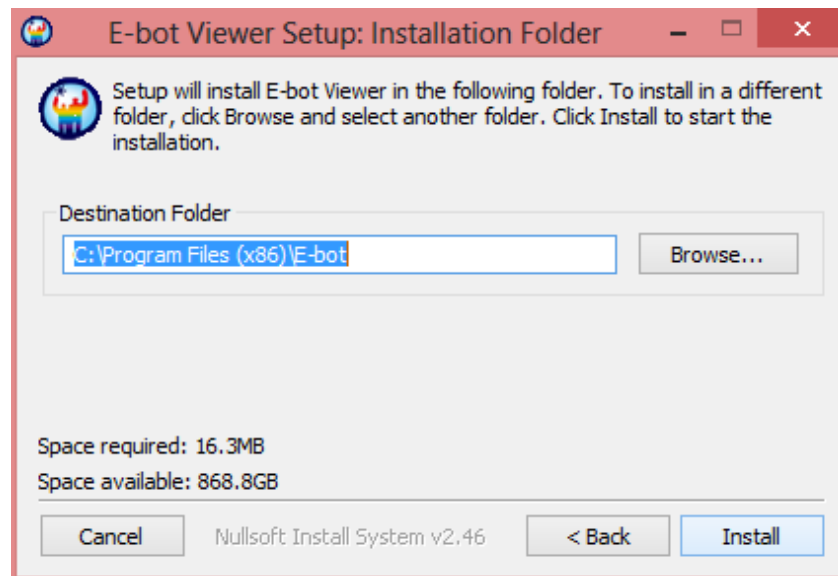 E-bot Viewer Setup: Installation Folder
Setup will install E-bot Viewer in the following folder. To install in a different
folder, click Browse and select another folder. Click Install to start the
installation.
Destination Folder
C:\Program Files (x86)\E-bot
Browse...
Space required: 16.3MB
Space available: 868.8GB
Cancel
Nullsoft Install System v2.46
< Back
Install